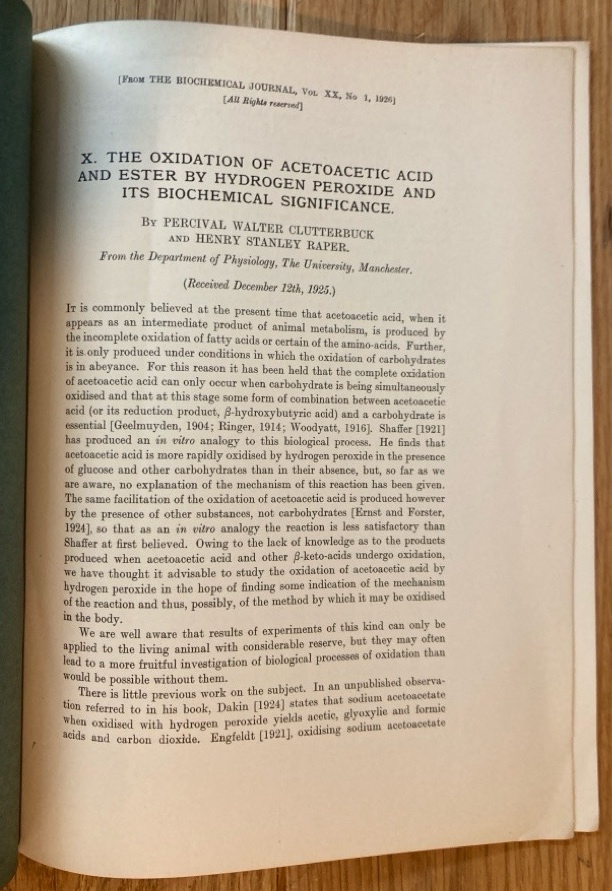 [From THE BIOCHEMICAL JOURNAL, Vol XX, No 1, 1926]
[All Rights reserved]
X. THE OXIDATION OF ACETOACETIC ACID
AND ESTER BY HYDROGEN PEROXIDE AND
ITS BIOCHEMICAL SIGNIFICANCE.
By PERCIVAL WALTER CLUTTERBUCK
AND HENRY STANLEY RAPER.
From the Department of Physiology, The University, Manchester.
(Received December 12th, 1925.)
It is commonly believed at the present time that acetoacetic acid, when it
appears as an intermediate product of animal metabolism, is produced by
the incomplete oxidation of fatty acids or certain of the amino-acids. Further,
it is only produced under conditions in which the oxidation of carbohydrates
is in abeyance. For this reason it has been held that the complete oxidation
of acetoacetic acid can only occur when carbohydrate is being simultaneously
oxidised and that at this stage some form of combination between acetoacetic
acid (or its reduction product, β-hydroxybutyric acid) and a carbohydrate is
essential [Geelmuyden, 1904; Ringer, 1914; Woodyatt, 1916]. Shaffer [1921]
has produced an in vitro analogy to this biological process. He finds that
acetoacetic acid is more rapidly oxidised by hydrogen peroxide in the presence
of glucose and other carbohydrates than in their absence, but, so far as we
are aware, no explanation of the mechanism of this reaction has been given.
The same facilitation of the oxidation of acetoacetic acid is produced however
by the presence of other substances, not carbohydrates [Ernst and Forster,
1924], so that as an in vitro analogy the reaction is less satisfactory than
Shaffer at first believed. Owing to the lack of knowledge as to the products
produced when acetoacetic acid and other β-keto-acids undergo oxidation,
we have thought it advisable to study the oxidation of acetoacetic acid by
hydrogen peroxide in the hope of finding some indication of the mechanism
of the reaction and thus, possibly, of the method by which it may be oxidised
in the body.
We are well aware that results of experiments of this kind can only be
applied to the living animal with considerable reserve, but they may often
lead to a more fruitful investigation of biological processes of oxidation than
would be possible without them.
There is little previous work on the subject. In an unpublished observa-
tion referred to in his book, Dakin [1924] states that sodium acetoacetate
when oxidised with hydrogen peroxide yields acetic, glyoxylic and formic
acids and carbon dioxide. Engfeldt [1921], oxidising sodium acetoacetate